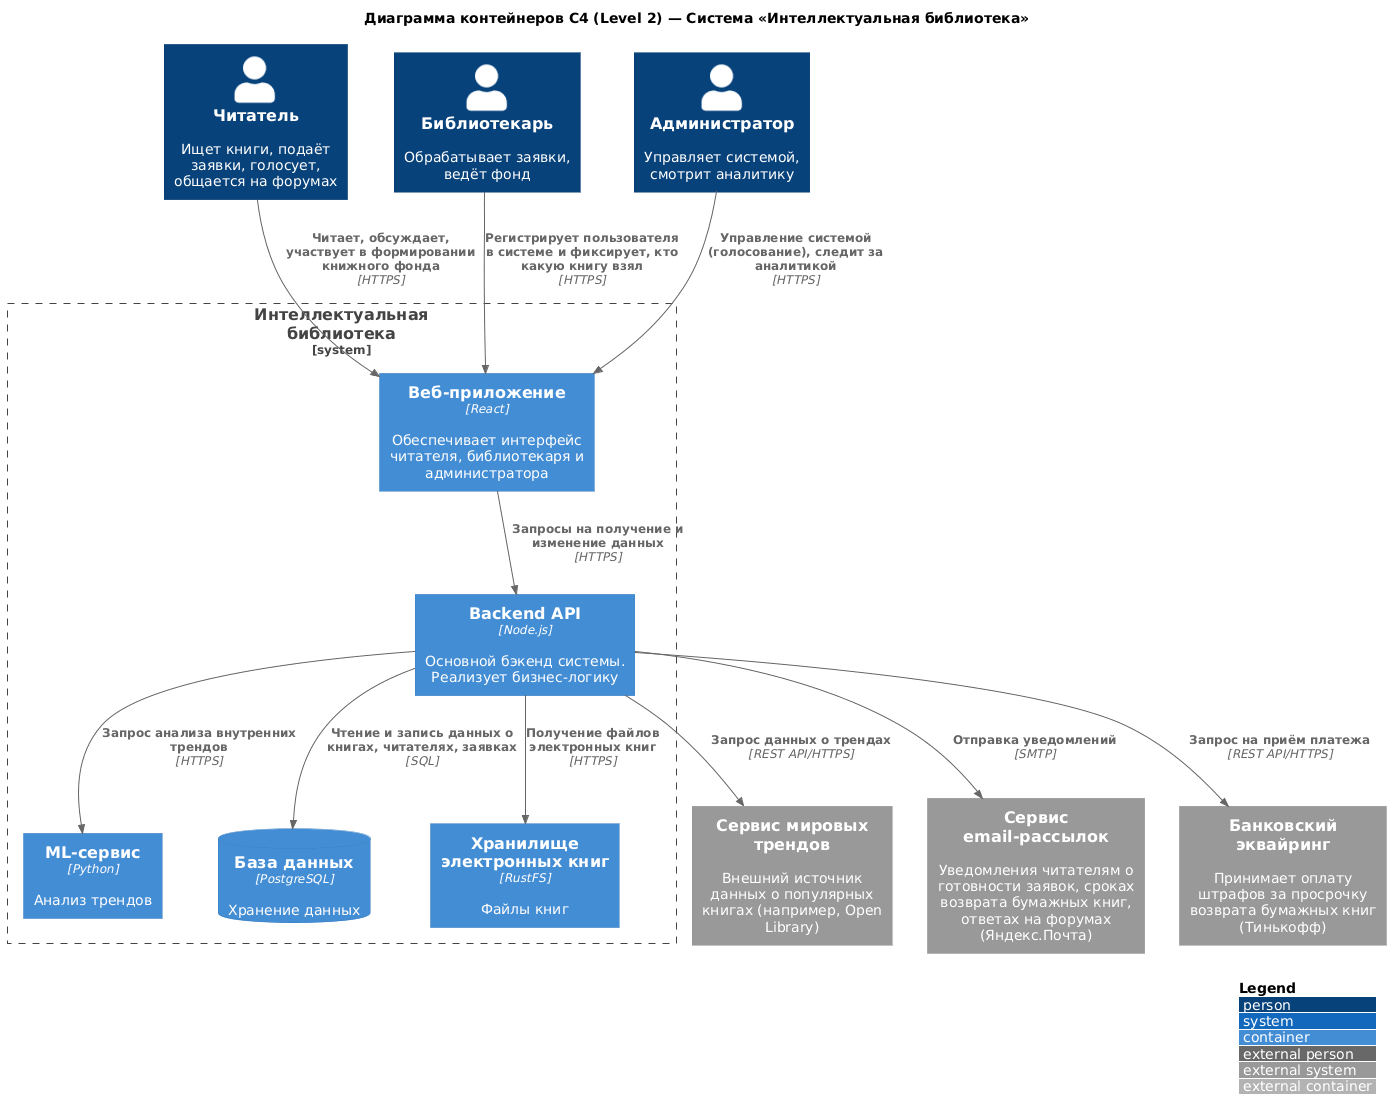 Диаграмма контейнеров C4 (Level 2) — Система «Интеллектуальная библиотека»
Читатель
Ищет книги, подаёт
заявки, голосует,
общается на форумах
Библиотекарь
Обрабатывает заявки,
ведёт фонд
Администратор
Управляет системой,
смотрит аналитику
Читает, обсуждает,
участвует в формировании
книжного фонда
[HTTPS]
Регистрирует пользователя
в системе и фиксирует, кто
какую книгу взял
[HTTPS]
Управление системой
(голосование), следит за
аналитикой
[HTTPS]
Интеллектуальная
библиотека
[system]
Веб-приложение
[React]
Обеспечивает интерфейс
читателя, библиотекаря и
администратора
Запросы на получение и
изменение данных
[HTTPS]
Backend API
[Node.js]
Основной бэкенд системы.
Реализует бизнес-логику
Запрос анализа внутренних
трендов
[HTTPS]
Чтение и запись данных о
книгах, читателях, заявках
[SQL]
Получение файлов
электронных книг
[HTTPS]
Запрос данных о трендах
[REST API/HTTPS]
Отправка уведомлений
[SMTP]
Запрос на приём платежа
[REST API/HTTPS]
ML-сервис
[Python]
Анализ трендов
База данных
[PostgreSQL]
Хранение данных
Хранилище
электронных книг
[RustFS]
Файлы книг
Сервис мировых
трендов
Внешний источник
данных о популярных
книгах (например, Open
Library)
Сервис
email-рассылок
Уведомления читателям о
готовности заявок, сроках
возврата бумажных книг,
ответах на форумах
(Яндекс.Почта)
Банковский
эквайринг
Принимает оплату
штрафов за просрочку
возврата бумажных книг
(Тинькофф)
Legend
person
system
container
external person
external system
external container